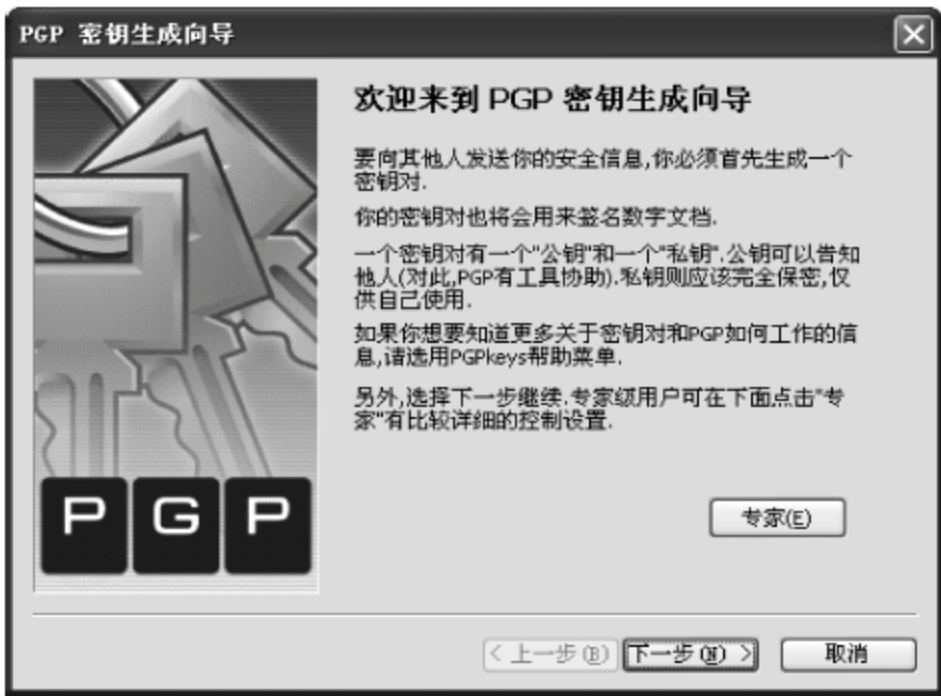 PGP 密钥生成向导
欢迎来到 PGP 密钥生成向导
要向其他人发送你的安全信息,你必须首先生成一个
密钥对.
你的密钥对也将会用来签名数字文档.
一个密钥对有一个"公钥"和一个"私钥".公钥可以告知
他人(对此,PGP有工具协助).私钥则应该完全保密,仅
供自己使用.
如果你想要知道更多关于密钥对和PGP如何工作的信
息,请选用PGPkeys帮助菜单.
另外,选择下一步继续.专家级用户可在下面点击"专
家"有比较详细的控制设置.
P G P
专家(E)
< 上一步(B) 下一步(N) > 取消